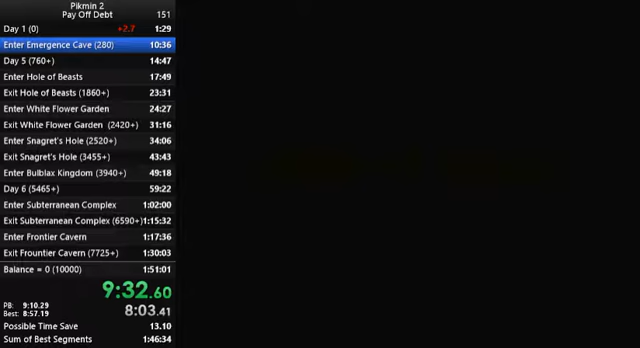 Pikmin 2
Pay Off Debt 151
Day 1 (0) +2.7 1:29
Enter Emergence Cave (280) 10:36
Day 5 (760+) 14:47
Enter Hole of Beasts 17:49
Exit Hole of Beasts (1860+) 23:31
Enter White Flower Garden 24:27
Exit White Flower Garden (2420+) 31:16
Enter Snagret's Hole (2520+) 34:06
Exit Snagret's Hole (3455+) 43:43
Enter Bulblax Kingdom (3940+) 49:18
Day 6 (5465+) 59:22
Enter Subterranean Complex 1:02:00
Exit Subterranean Complex (6590+) 1:15:32
Enter Frontier Cavern 1:17:36
Exit Frountier Cavern (7725+) 1:30:03
Balance = 0 (10000) 1:51:01
9:32.60
PB: 9:10.29
Best: 8:57.19 8:03.41
Possible Time Save 13.10
Sum of Best Segments 1:46:34